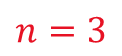 n = 3